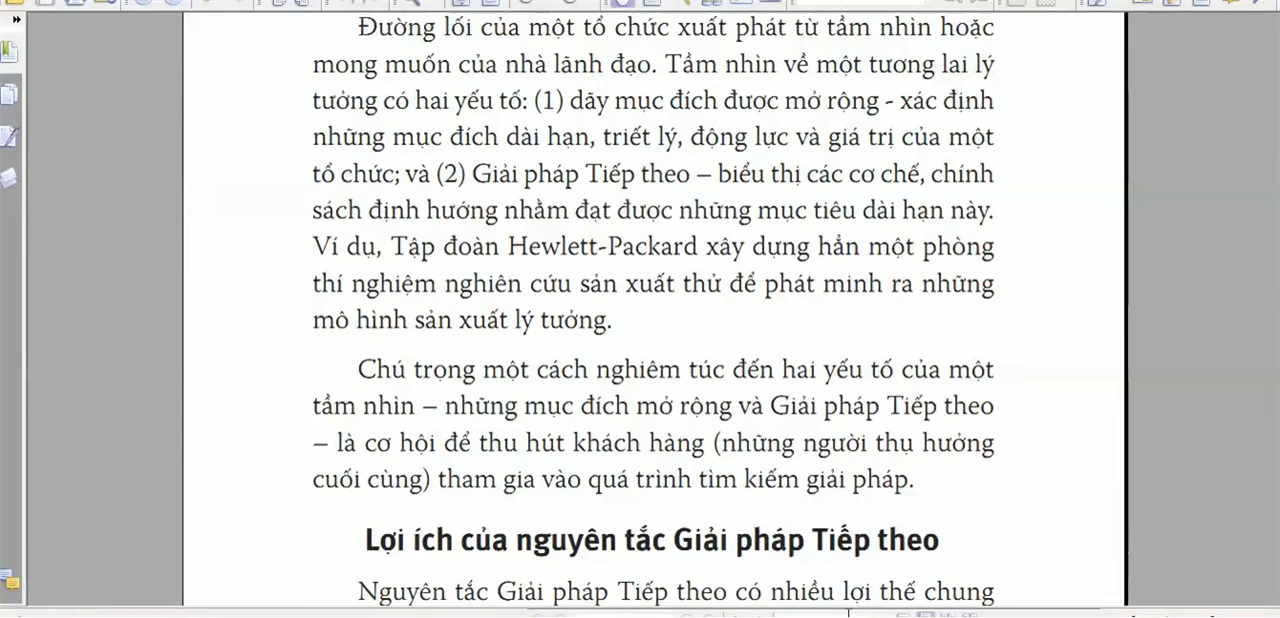 Đường lối của một tổ chức xuất phát từ tầm nhìn hoặc
mong muốn của nhà lãnh đạo. Tầm nhìn về một tương lai lý
tưởng có hai yếu tố: (1) dãy mục đích được mở rộng - xác định
những mục đích dài hạn, triết lý, động lực và giá trị của một
tổ chức; và (2) Giải pháp Tiếp theo – biểu thị các cơ chế, chính
sách định hướng nhằm đạt được những mục tiêu dài hạn này.
Ví dụ, Tập đoàn Hewlett-Packard xây dựng hẳn một phòng
thí nghiệm nghiên cứu sản xuất thử để phát minh ra những
mô hình sản xuất lý tưởng.
Chú trọng một cách nghiêm túc đến hai yếu tố của một
tầm nhìn – những mục đích mở rộng và Giải pháp Tiếp theo
– là cơ hội để thu hút khách hàng (những người thụ hưởng
cuối cùng) tham gia vào quá trình tìm kiếm giải pháp.
Lợi ích của nguyên tắc Giải pháp Tiếp theo
Nguyên tắc Giải pháp Tiếp theo có nhiều lợi thế chung